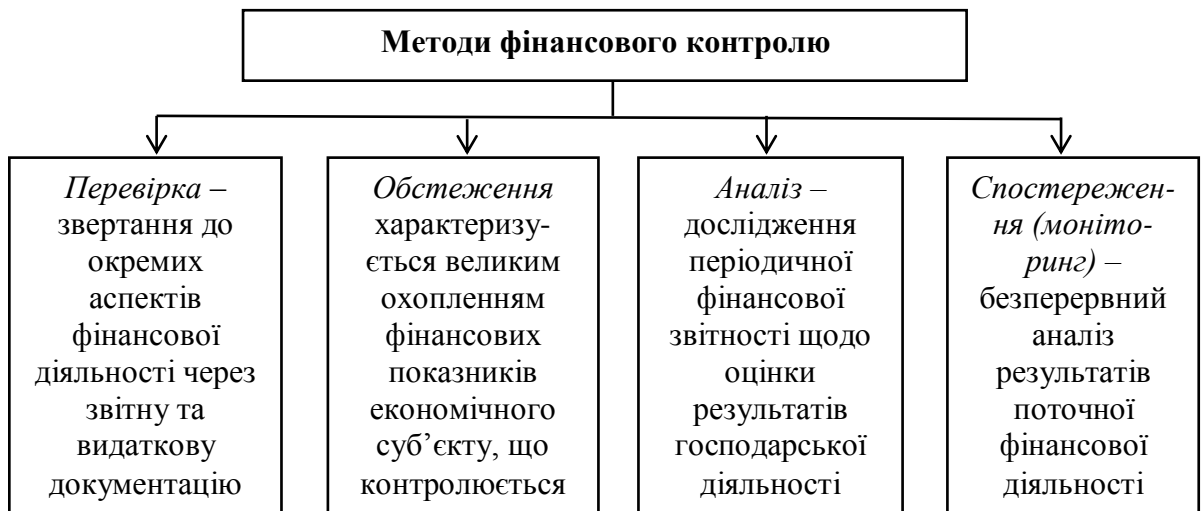 Методи фінансового контролю
Перевірка –
звертання до
окремих
аспектів
фінансової
діяльності через
звітну та
видаткову
документацію
Обстеження
характеризу-
ється великим
охопленням
фінансових
показників
економічного
суб’єкту, що
контролюється
Аналіз –
дослідження
періодичної
фінансової
звітності щодо
оцінки
результатів
господарської
діяльності
Спостережен-
ня (моніто-
ринг) –
безперервний
аналіз
результатів
поточної
фінансової
діяльності